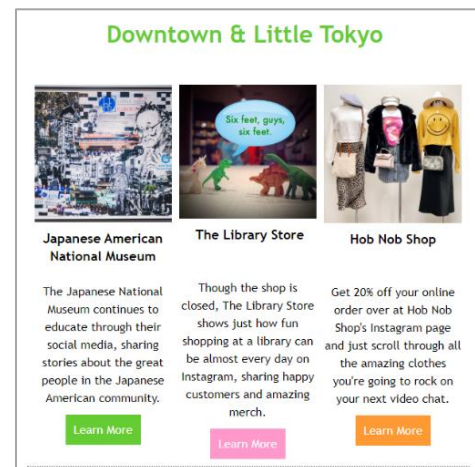 Downtown & Little Tokyo
Six feet, guys,
six feet.
Japanese American
National Museum
The Japanese National
Museum continues to
educate through their
social media, sharing
stories about the great
people in the Japanese
American community.
Learn More
The Library Store
Though the shop is
closed, The Library Store
shows just how fun
shopping at a library can
be almost every day on
Instagram, sharing happy
customers and amazing
merch.
Learn More
Hob Nob Shop
Get 20% off your online
order over at Hob Nob
Shop's Instagram page
and just scroll through all
the amazing clothes
you're going to rock on
your next video chat.
Learn More